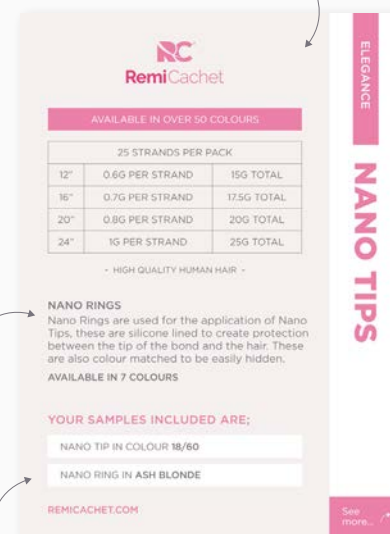 RC
RemiCachet
AVAILABLE IN OVER 50 COLOURS
25 STRANDS PER PACK
12" 0.6G PER STRAND 15G TOTAL
16" 0.7G PER STRAND 17.5G TOTAL
20" 0.8G PER STRAND 20G TOTAL
24" 1G PER STRAND 25G TOTAL
- HIGH QUALITY HUMAN HAIR -
NANO RINGS
Nano Rings are used for the application of Nano
Tips, these are silicone lined to create protection
between the tip of the bond and the hair. These
are also colour matched to be easily hidden.
AVAILABLE IN 7 COLOURS
YOUR SAMPLES INCLUDED ARE;
NANO TIP IN COLOUR 18/60
NANO RING IN ASH BLONDE
REMICACHET.COM
ELEGANCE
NANO TIPS
See
more...